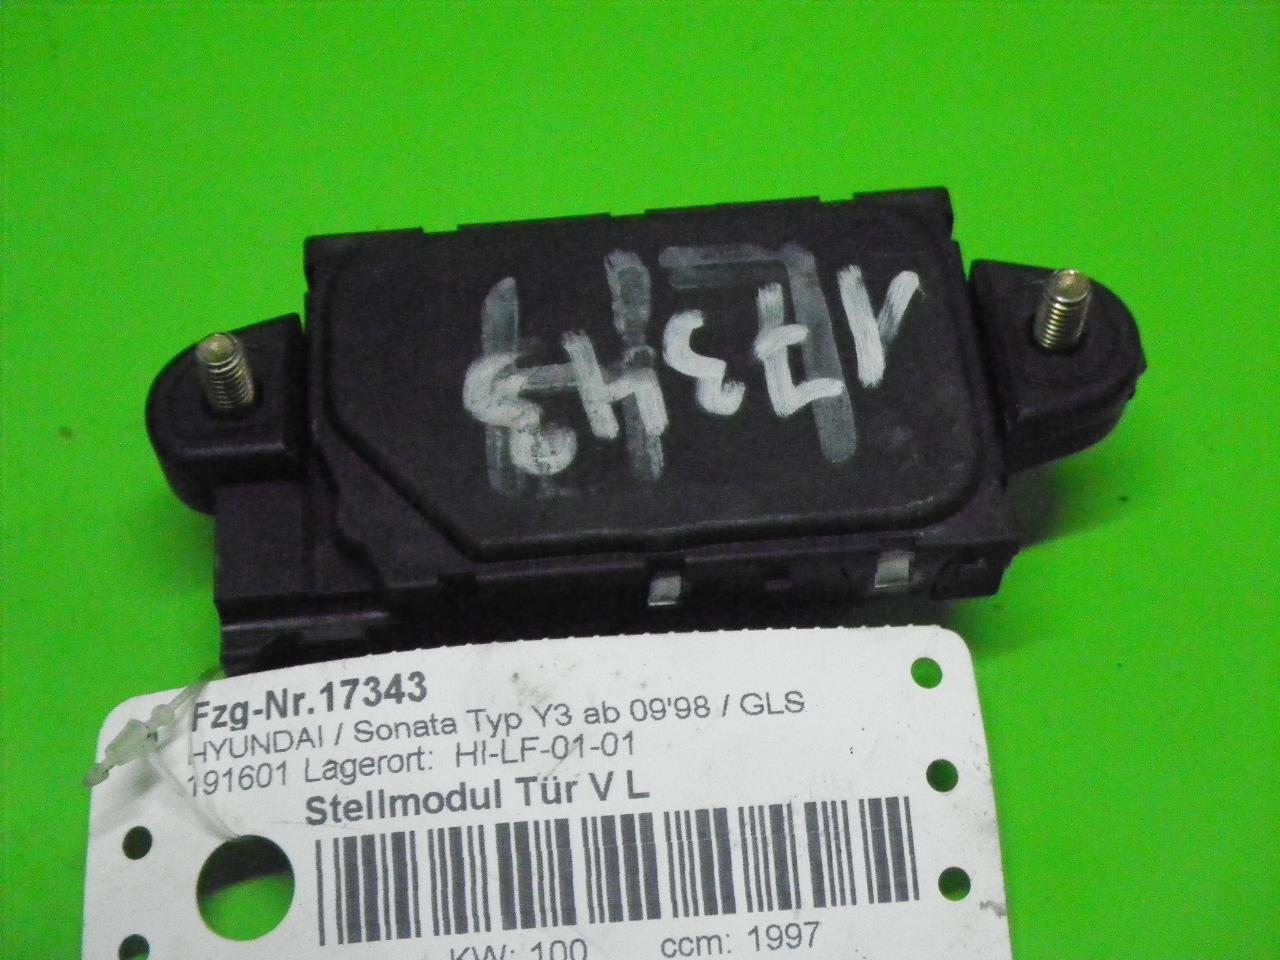 17343
Fzg-Nr.17343
HYUNDAI / Sonata Typ Y3 ab 09'98 / GLS
191601 Lagerort: HI-LF-01-01
Stellmodul Tür V L
KW: 100 ccm: 1997